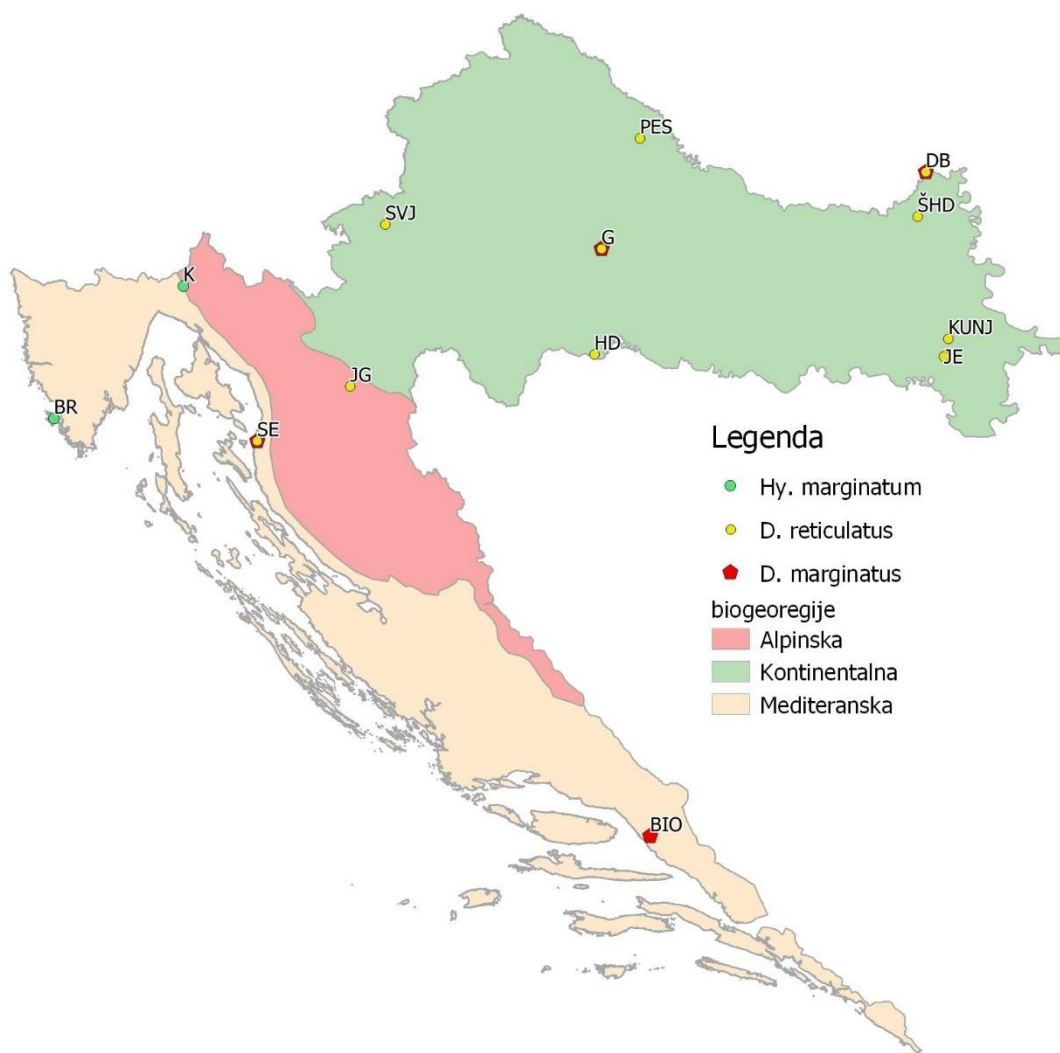 PES
DB
ŠHD
SVJ
G
K
KUNJ
HD
JE
JG
BR
SE
Legenda
Hy. marginatum
D. reticulatus
D. marginatus
biogeoregije
Alpinska
Kontinentalna
Mediteranska
BIO